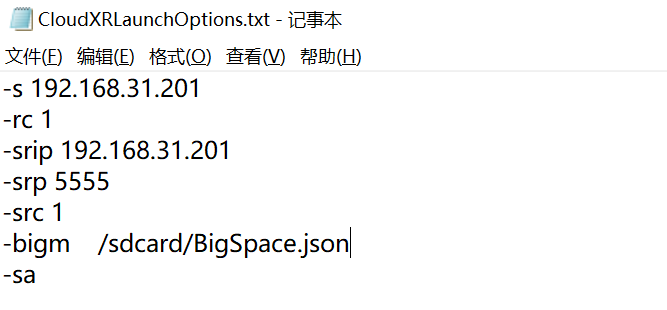 CloudXRLaunchOptions.txt - 记事本
文件(F) 编辑(E) 格式(O) 查看(V) 帮助(H)
-s 192.168.31.201
-rc 1
-srip 192.168.31.201
-srp 5555
-src 1
-bigm    /sdcard/BigSpace.json
-sa